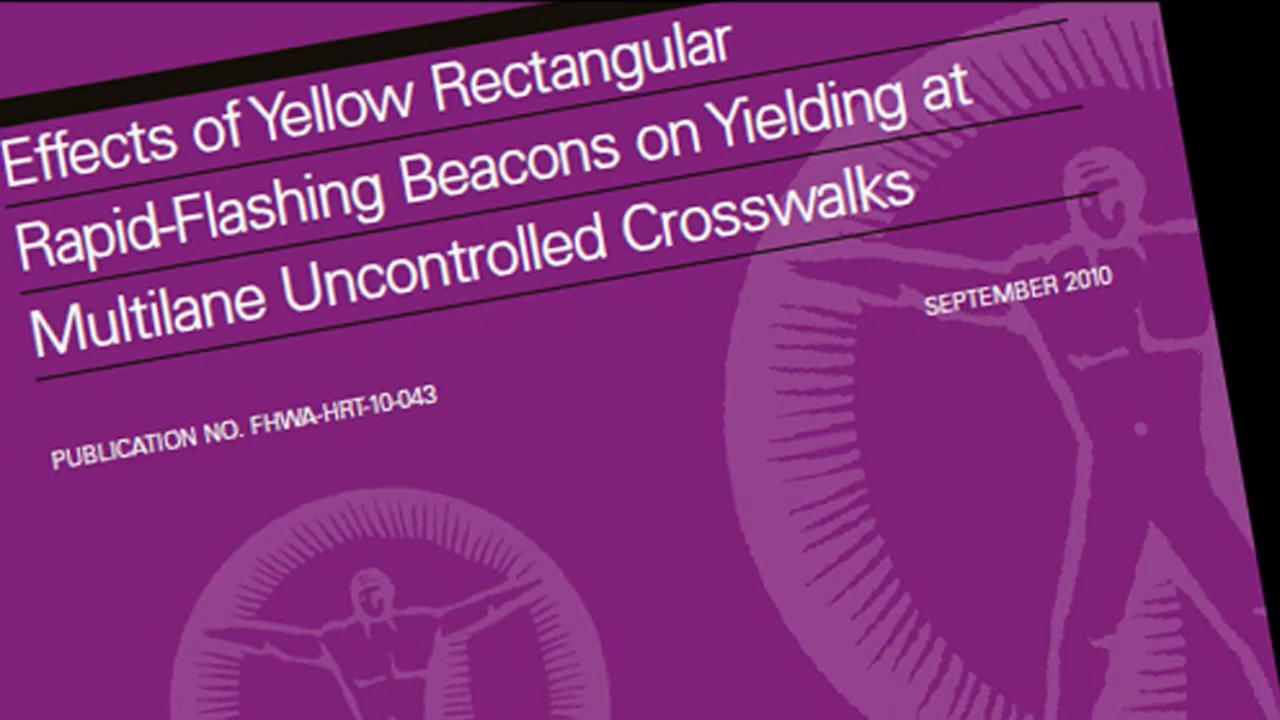 Effects of Yellow Rectangular
Rapid-Flashing Beacons on Yielding at
Multilane Uncontrolled Crosswalks
SEPTEMBER 2010
PUBLICATION NO. FHWA-HRT-10-043